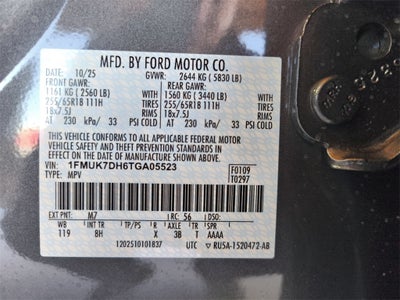 MFD. BY FORD MOTOR CO.
DATE: 10/25 GVWR: 2644 KG ( 5830 LB)
FRONT GAWR: REAR GAWR:
1161 KG ( 2560 LB) 1560 KG ( 3440 LB)
255/65R18 111H TIRES 255/65R18 111H
18x7.5J RIMS 18x7.5J
AT 230 kPa/ 33 PSI COLD AT 230 kPa/ 33 PSI COLD
THIS VEHICLE CONFORMS TO ALL APPLICABLE FEDERAL MOTOR
VEHICLE SAFETY AND THEFT PREVENTION STANDARDS IN EFFECT ON
THE DATE OF MANUFACTURE SHOWN ABOVE.
VIN: 1FMUK7DH6TGA05523 F0109
TYPE: MPV T0297
EXT PNT: M7 RC: 56 DSO:
WB INT TR TP/PS R AXLE TR SPR
119 8H X 3B T AAAA
1202510101837 UTC RU5A-1520472-AB